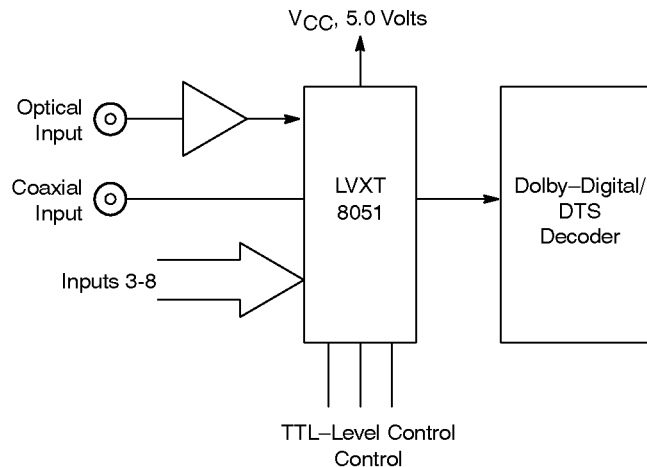 VCC, 5.0 Volts
Optical
Input
Coaxial
Input
Inputs 3-8
LVXT
8051
Dolby–Digital/
DTS
Decoder
TTL–Level Control
Control